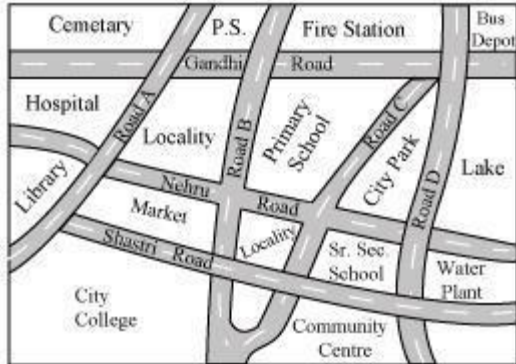 Cemetary
P.S.
Fire Station
Bus
Depot
Gandhi Road
Hospital
Road A
Locality
Road B
Primary
School
Road C
City Park
Road D
Lake
Library
Nehru Road
Market
Shastri Road
Locality
Sr. Sec.
School
Water
Plant
City
College
Community
Centre